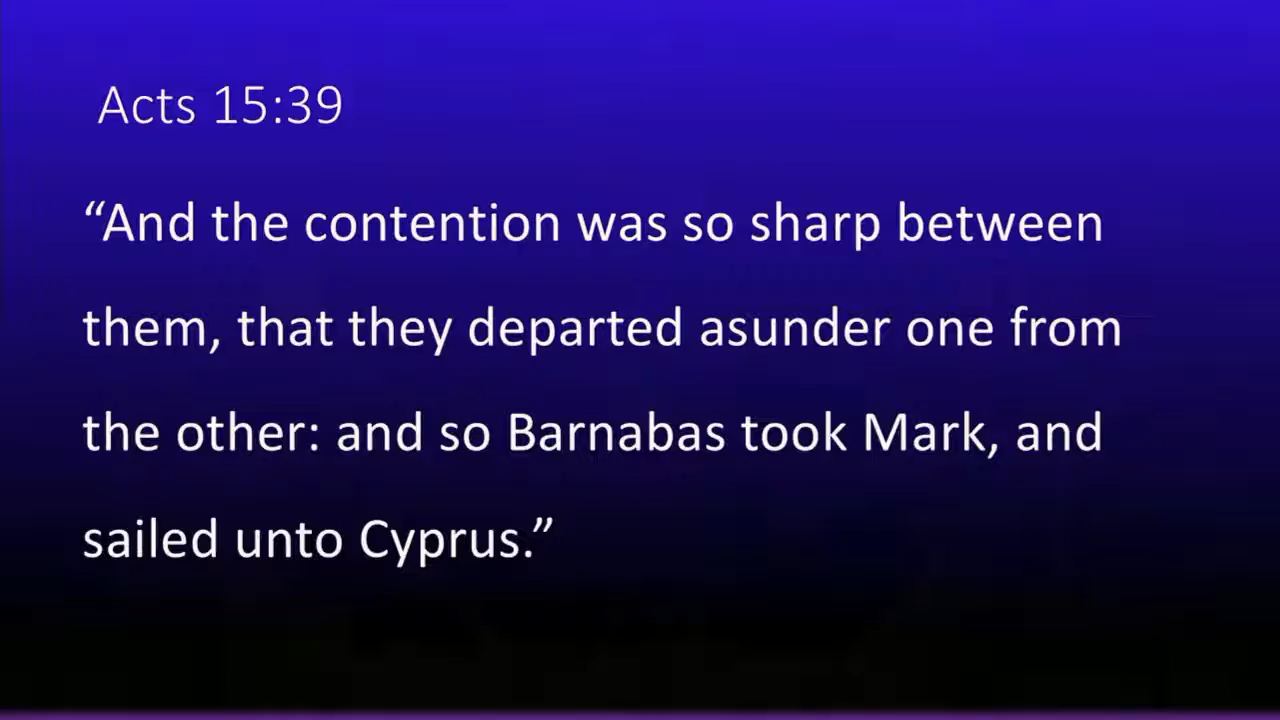 Acts 15:39
“And the contention was so sharp between
them, that they departed asunder one from
the other: and so Barnabas took Mark, and
sailed unto Cyprus.”